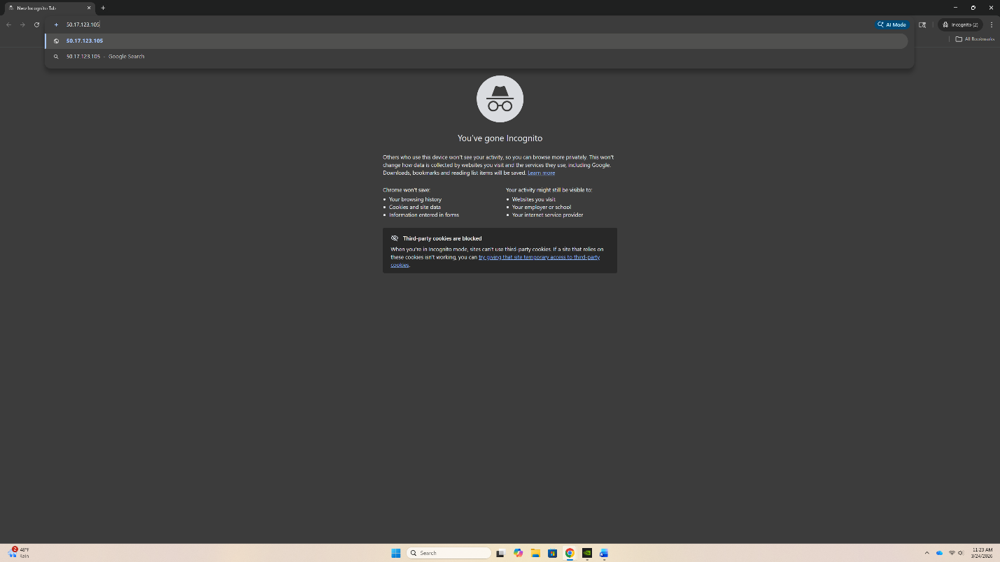 New Incognito Tab
50.17.123.105
AI Mode
Incognito (2)
50.17.123.105
All Bookmarks
50.17.123.105 - Google Search
You've gone Incognito
Others who use this device won't see your activity, so you can browse more privately. This won't
change how data is collected by websites you visit and the services they use, including Google.
Downloads, bookmarks and reading list items will be saved. Learn more
Chrome won't save:
Your browsing history
Cookies and site data
Information entered in forms
Your activity might still be visible to:
Websites you visit
Your employer or school
Your internet service provider
Third-party cookies are blocked
When you're in Incognito mode, sites can't use third-party cookies. If a site that relies on
these cookies isn't working, you can try giving that site temporary access to third-party
cookies.
2
48°F
Rain
Search
11:23 AM
3/24/2026